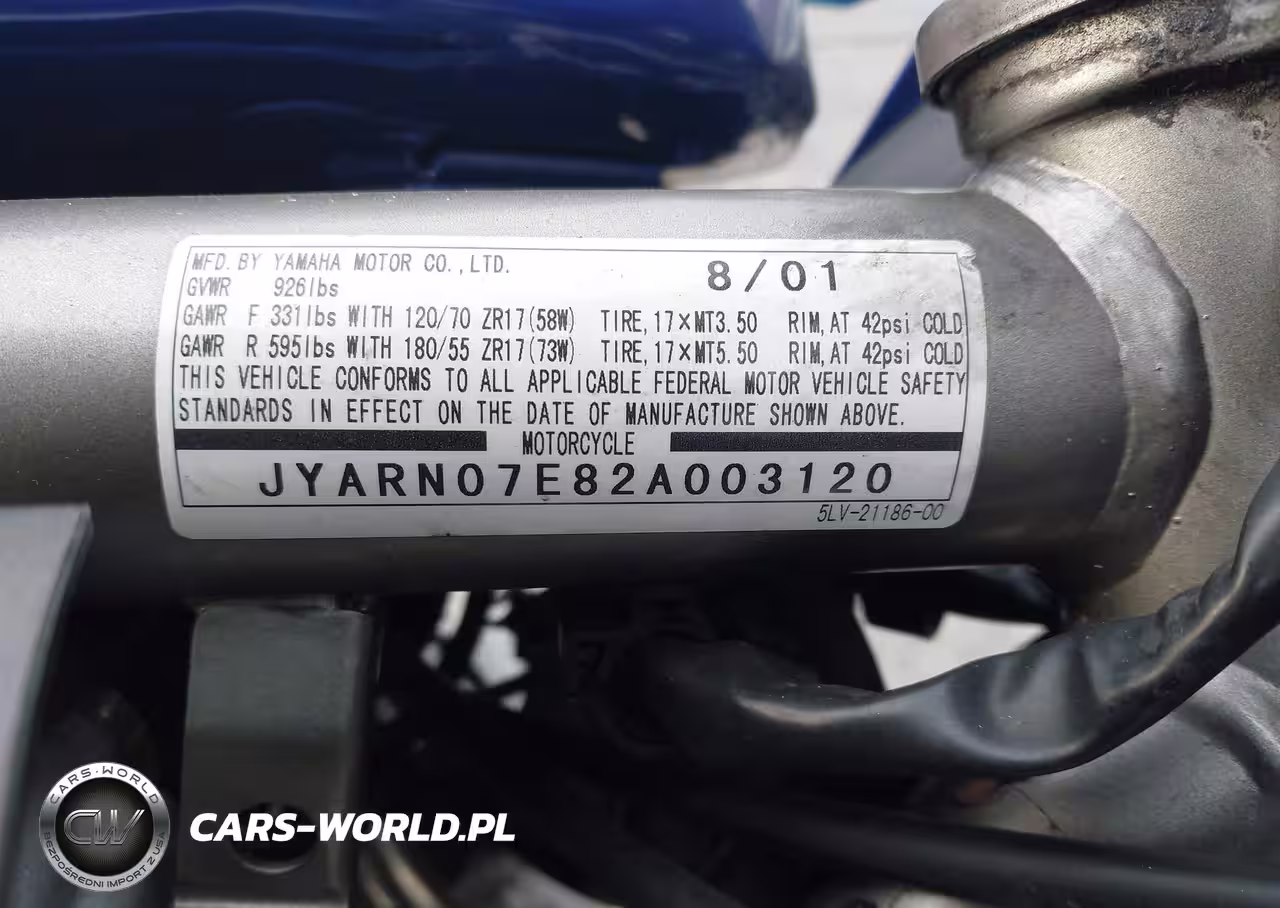 MFD. BY YAMAHA MOTOR CO.,LTD. 8/01
GVWR 926lbs
GAWR F 331lbs WITH 120/70 ZR17(58W) TIRE, 17×MT3.50 RIM, AT 42psi COLD
GAWR R 595lbs WITH 180/55 ZR17(73W) TIRE, 17×MT5.50 RIM, AT 42psi COLD
THIS VEHICLE CONFORMS TO ALL APPLICABLE FEDERAL MOTOR VEHICLE SAFETY
STANDARDS IN EFFECT ON THE DATE OF MANUFACTURE SHOWN ABOVE.
MOTORCYCLE
JYARN07E82A003120
5LV-21186-00
CARS-WORLD
CW
BEZPOŚREDNI IMPORT Z USA
CARS-WORLD.PL